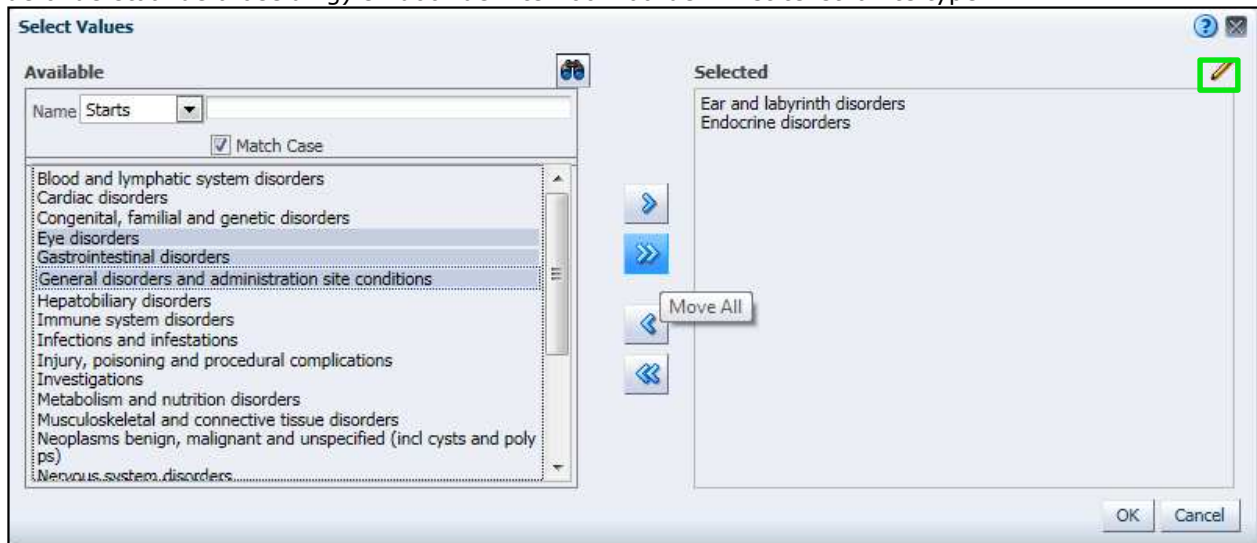 Select Values
Available
Selected
Name Starts
Match Case
Blood and lymphatic system disorders
Cardiac disorders
Congenital, familial and genetic disorders
Eye disorders
Gastrointestinal disorders
General disorders and administration site conditions
Hepatobiliary disorders
Immune system disorders
Infections and infestations
Injury, poisoning and procedural complications
Investigations
Metabolism and nutrition disorders
Musculoskeletal and connective tissue disorders
Neoplasms benign, malignant and unspecified (incl cysts and poly
ps)
Nervous system disorders
Move All
Ear and labyrinth disorders
Endocrine disorders
OK
Cancel